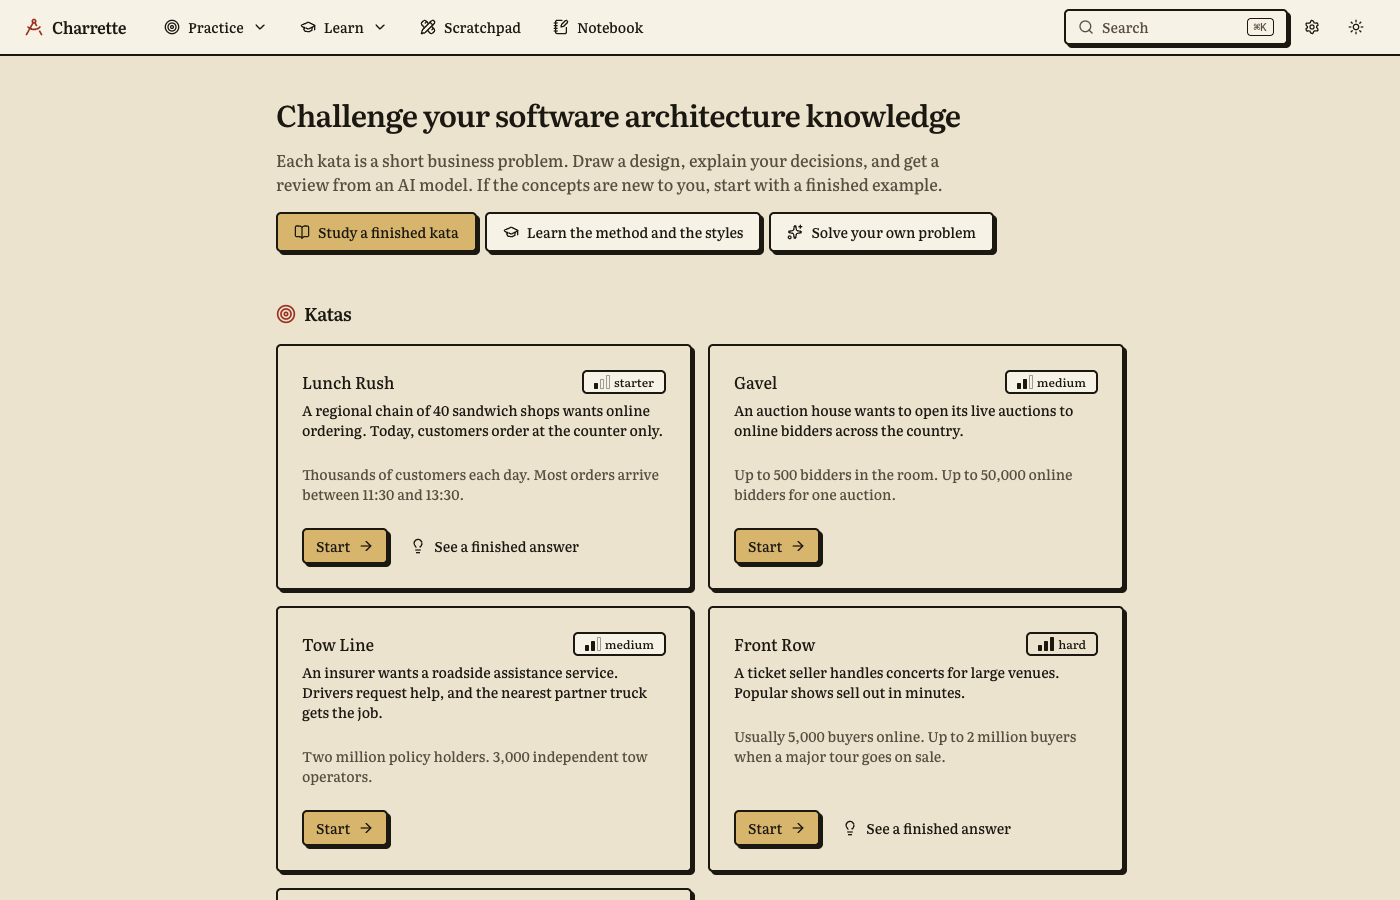 Charrette
Practice
Learn
Scratchpad
Notebook
Search
⌘K
Challenge your software architecture knowledge
Each kata is a short business problem. Draw a design, explain your decisions, and get a
review from an AI model. If the concepts are new to you, start with a finished example.
Study a finished kata
Learn the method and the styles
Solve your own problem
Katas
Lunch Rush
starter
A regional chain of 40 sandwich shops wants online
ordering. Today, customers order at the counter only.
Thousands of customers each day. Most orders arrive
between 11:30 and 13:30.
Start
See a finished answer
Gavel
medium
An auction house wants to open its live auctions to
online bidders across the country.
Up to 500 bidders in the room. Up to 50,000 online
bidders for one auction.
Start
Tow Line
medium
An insurer wants a roadside assistance service.
Drivers request help, and the nearest partner truck
gets the job.
Two million policy holders. 3,000 independent tow
operators.
Start
Front Row
hard
A ticket seller handles concerts for large venues.
Popular shows sell out in minutes.
Usually 5,000 buyers online. Up to 2 million buyers
when a major tour goes on sale.
Start
See a finished answer